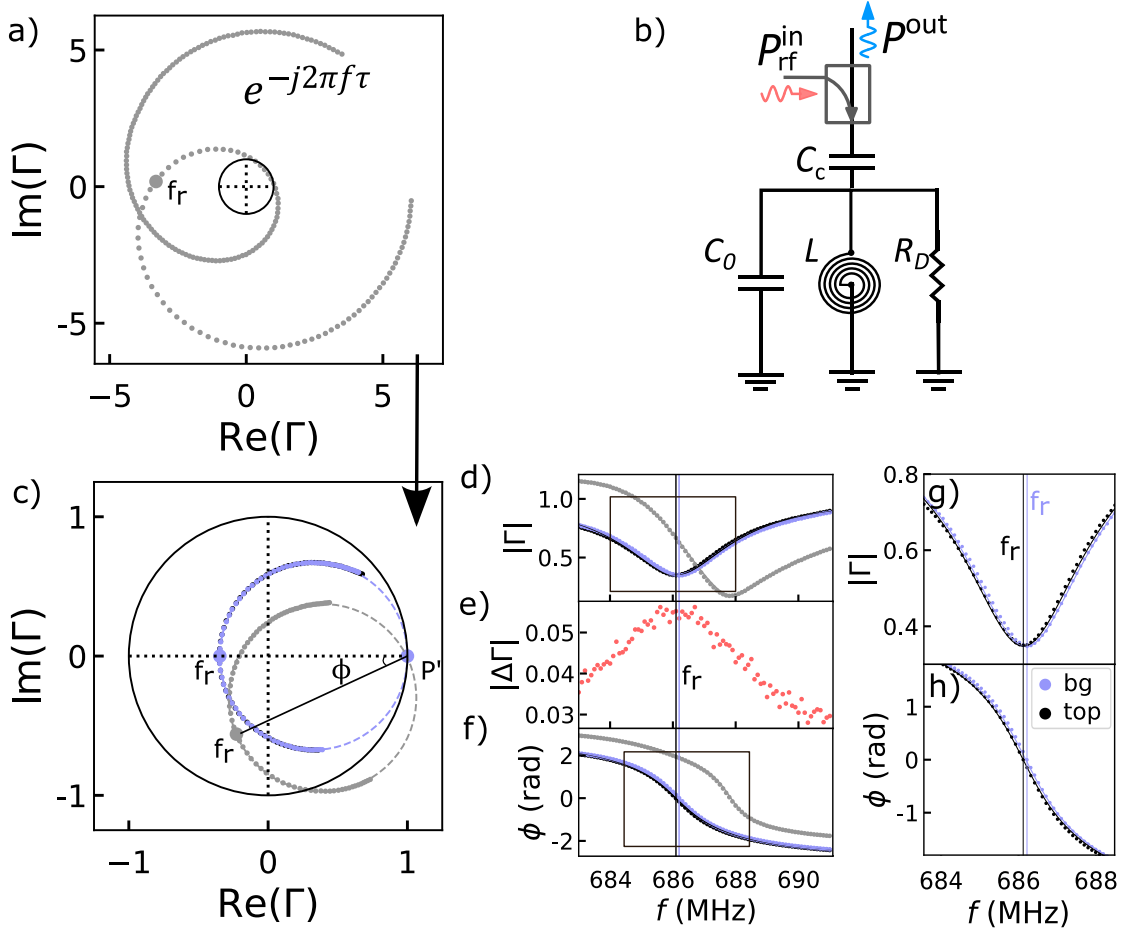 a)
5
0
-5
Im(Γ)
e^{-j2πfτ}
f_r
−5
0
5
Re(Γ)
b)
P_{rf}^{in}
P^{out}
C_c
C_0
L
R_D
c)
1
0
-1
Im(Γ)
f_r
f_r
ϕ
P'
−1
0
1
Re(Γ)
d)
1.0
0.5
|Γ|
e)
0.05
0.04
0.03
|ΔΓ|
f_r
f)
2
0
-2
ϕ (rad)
684
686
688
690
f (MHz)
g)
0.8
0.6
0.4
|Γ|
f_r
f_r
h)
1
0
-1
ϕ (rad)
bg
top
684
686
688
f (MHz)